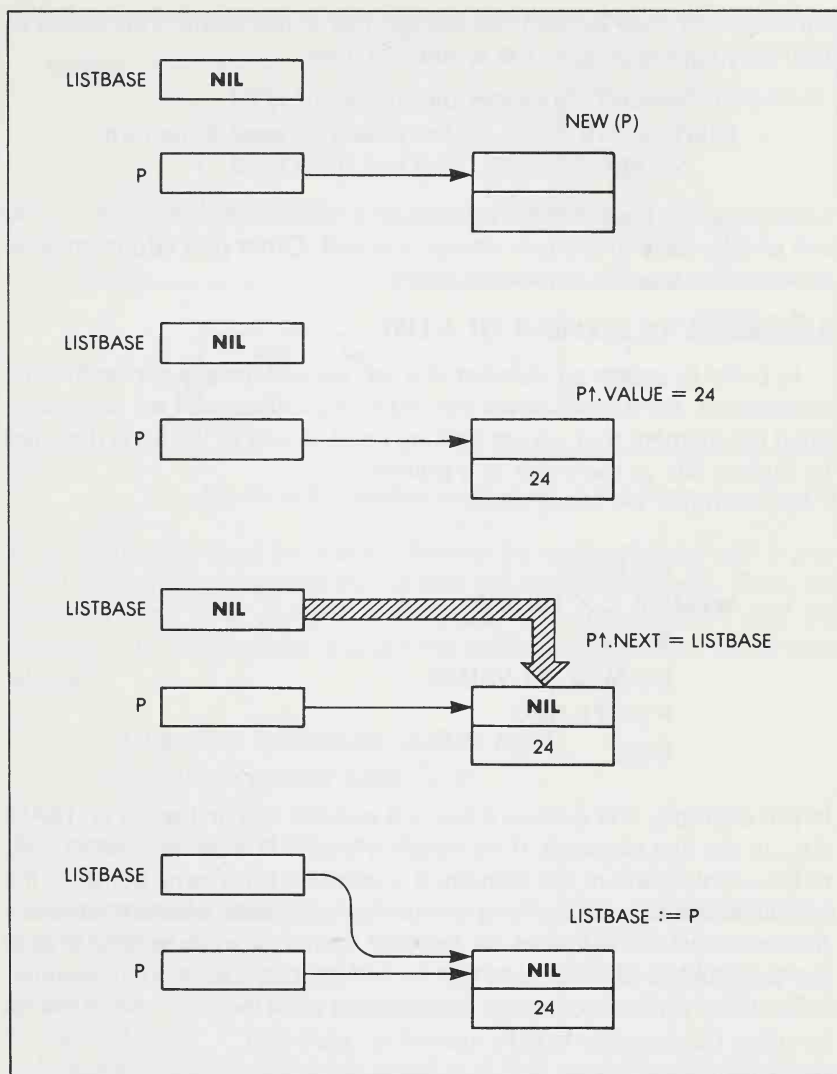 LISTBASE NIL
NEW (P)
P
LISTBASE NIL
P↑.VALUE = 24
P
24
LISTBASE NIL
P↑.NEXT = LISTBASE
P NIL
24
LISTBASE
LISTBASE := P
P NIL
24